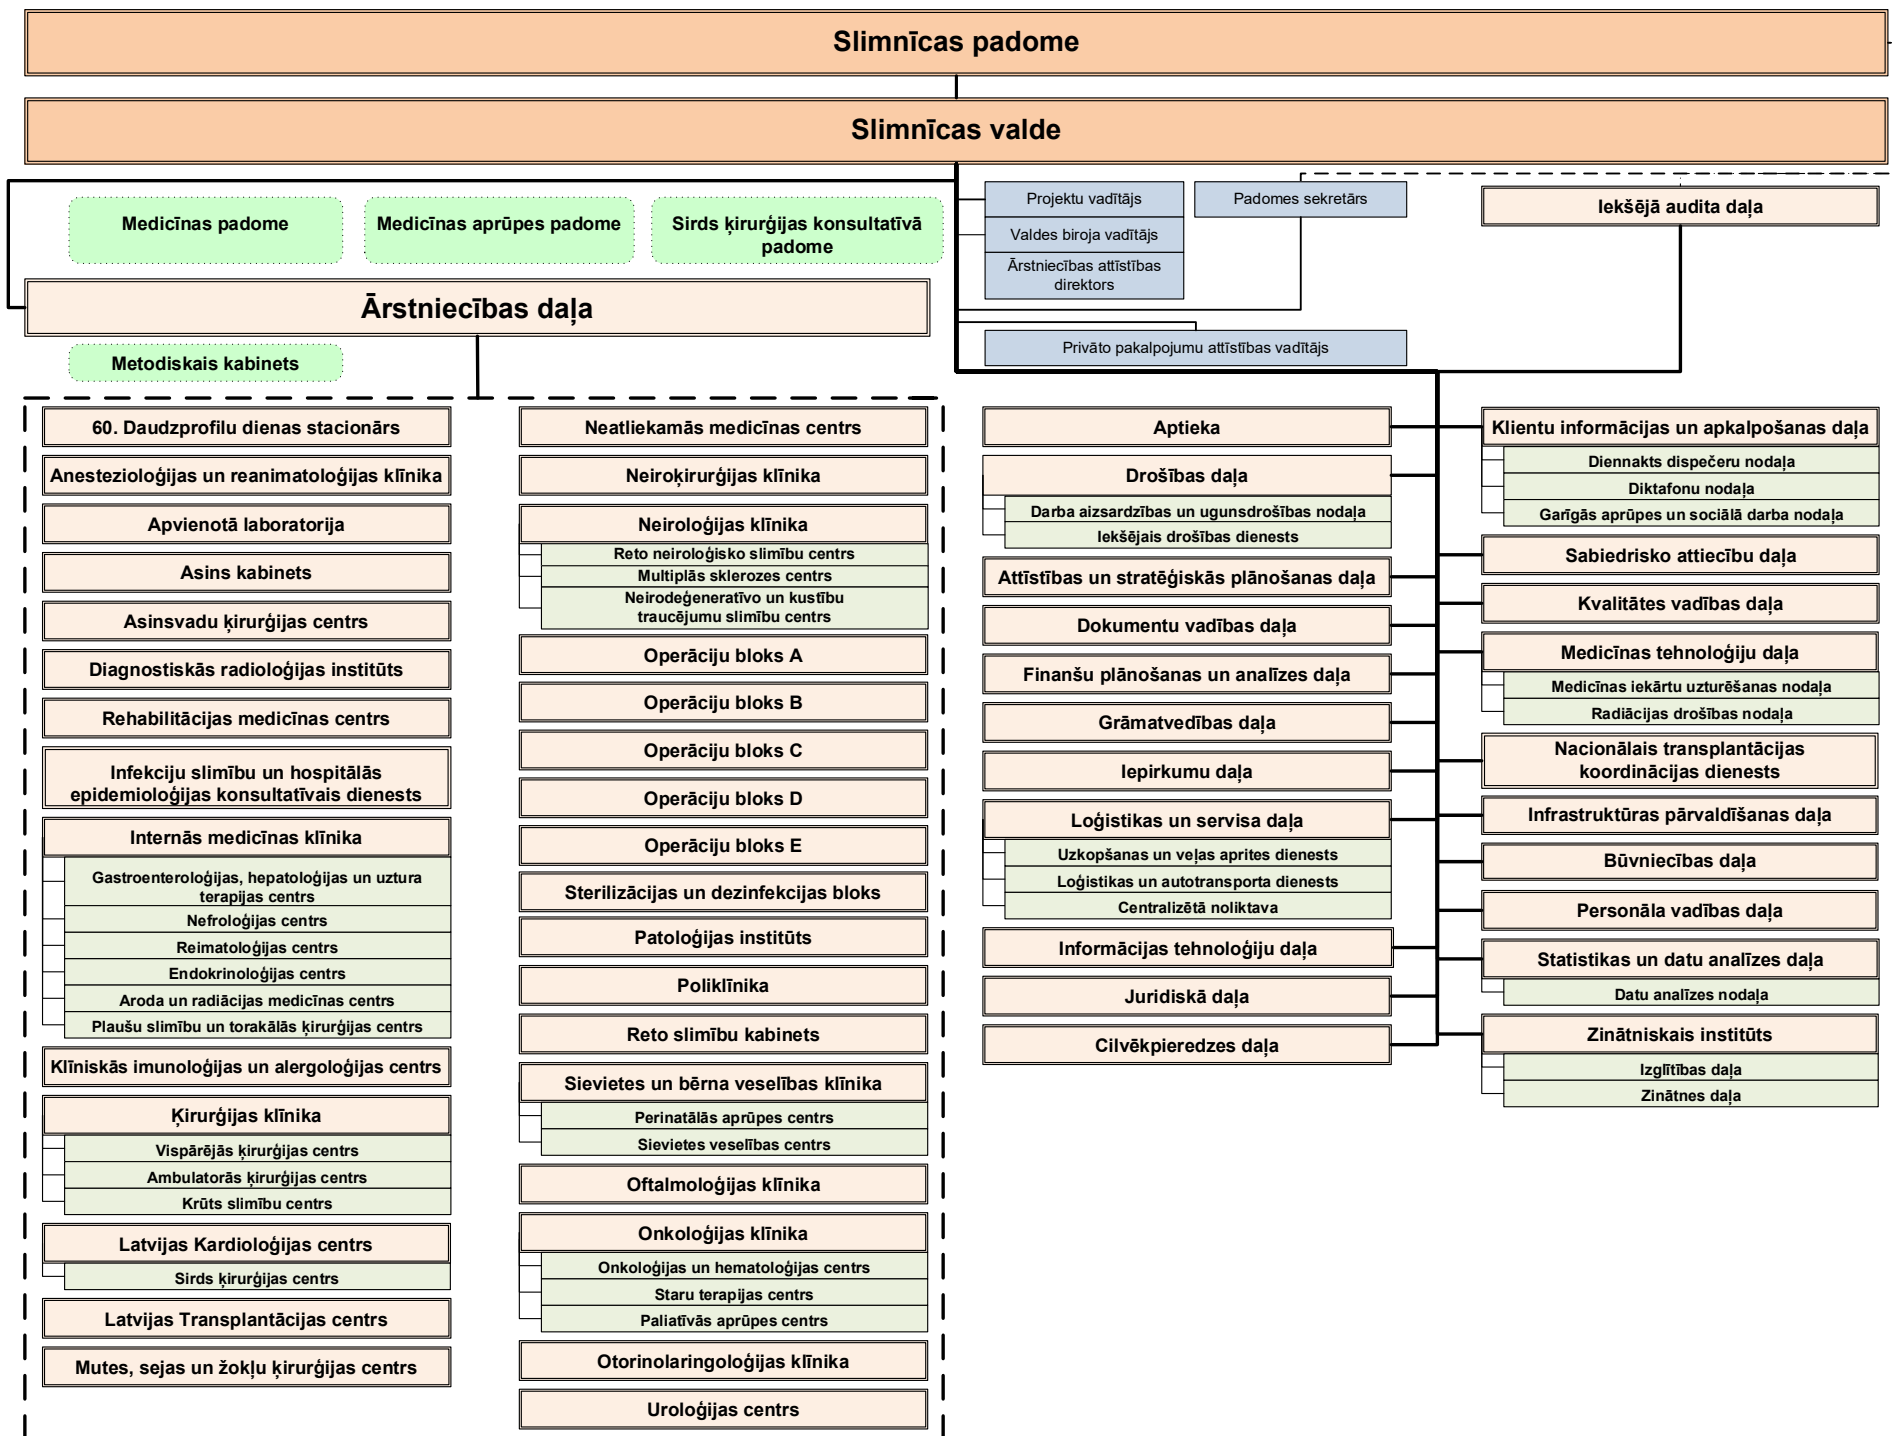 Slimnīcas padome
Slimnīcas valde
Medicīnas padome
Medicīnas aprūpes padome
Sirds ķirurģijas konsultatīvā
padome
Projektu vadītājs
Valdes biroja vadītājs
Ārstniecības attīstības
direktors
Padomes sekretārs
Iekšējā audita daļa
Ārstniecības daļa
Metodiskais kabinets
Privāto pakalpojumu attīstības vadītājs
60. Daudzprofilu dienas stacionārs
Anestezioloģijas un reanimatoloģijas klīnika
Apvienotā laboratorija
Asins kabinets
Asinsvadu ķirurģijas centrs
Diagnostiskās radioloģijas institūts
Rehabilitācijas medicīnas centrs
Infekciju slimību un hospitālās
epidemioloģijas konsultatīvais dienests
Internās medicīnas klīnika
Gastroenteroloģijas, hepatoloģijas un uztura
terapijas centrs
Nefroloģijas centrs
Reimatoloģijas centrs
Endokrinoloģijas centrs
Aroda un radiācijas medicīnas centrs
Plaušu slimību un torakālās ķirurģijas centrs
Klīniskās imunoloģijas un alergoloģijas centrs
Ķirurģijas klīnika
Vispārējās ķirurģijas centrs
Ambulatorās ķirurģijas centrs
Krūts slimību centrs
Latvijas Kardioloģijas centrs
Sirds ķirurģijas centrs
Latvijas Transplantācijas centrs
Mutes, sejas un žokļu ķirurģijas centrs
Neatliekamās medicīnas centrs
Neiroķirurģijas klīnika
Neiroloģijas klīnika
Reto neiroloģisko slimību centrs
Multiplās sklerozes centrs
Neirodeģeneratīvo un kustību
traucējumu slimību centrs
Operāciju bloks A
Operāciju bloks B
Operāciju bloks C
Operāciju bloks D
Operāciju bloks E
Sterilizācijas un dezinfekcijas bloks
Patoloģijas institūts
Poliklīnika
Reto slimību kabinets
Sievietes un bērna veselības klīnika
Perinatālās aprūpes centrs
Sievietes veselības centrs
Oftalmoloģijas klīnika
Onkoloģijas klīnika
Onkoloģijas un hematoloģijas centrs
Staru terapijas centrs
Paliatīvās aprūpes centrs
Otorinolaringoloģijas klīnika
Uroloģijas centrs
Aptieka
Drošības daļa
Darba aizsardzības un ugunsdrošības nodaļa
Iekšējais drošības dienests
Attīstības un stratēģiskās plānošanas daļa
Dokumentu vadības daļa
Finanšu plānošanas un analīzes daļa
Grāmatvedības daļa
Iepirkumu daļa
Loģistikas un servisa daļa
Uzkopšanas un veļas aprites dienests
Loģistikas un autotransporta dienests
Centralizētā noliktava
Informācijas tehnoloģiju daļa
Juridiskā daļa
Cilvēkpieredzes daļa
Klientu informācijas un apkalpošanas daļa
Diennakts dispečeru nodaļa
Diktafonu nodaļa
Garīgās aprūpes un sociālā darba nodaļa
Sabiedrisko attiecību daļa
Kvalitātes vadības daļa
Medicīnas tehnoloģiju daļa
Medicīnas iekārtu uzturēšanas nodaļa
Radiācijas drošības nodaļa
Nacionālais transplantācijas
koordinācijas dienests
Infrastruktūras pārvaldīšanas daļa
Būvniecības daļa
Personāla vadības daļa
Statistikas un datu analīzes daļa
Datu analīzes nodaļa
Zinātniskais institūts
Izglītības daļa
Zinātnes daļa